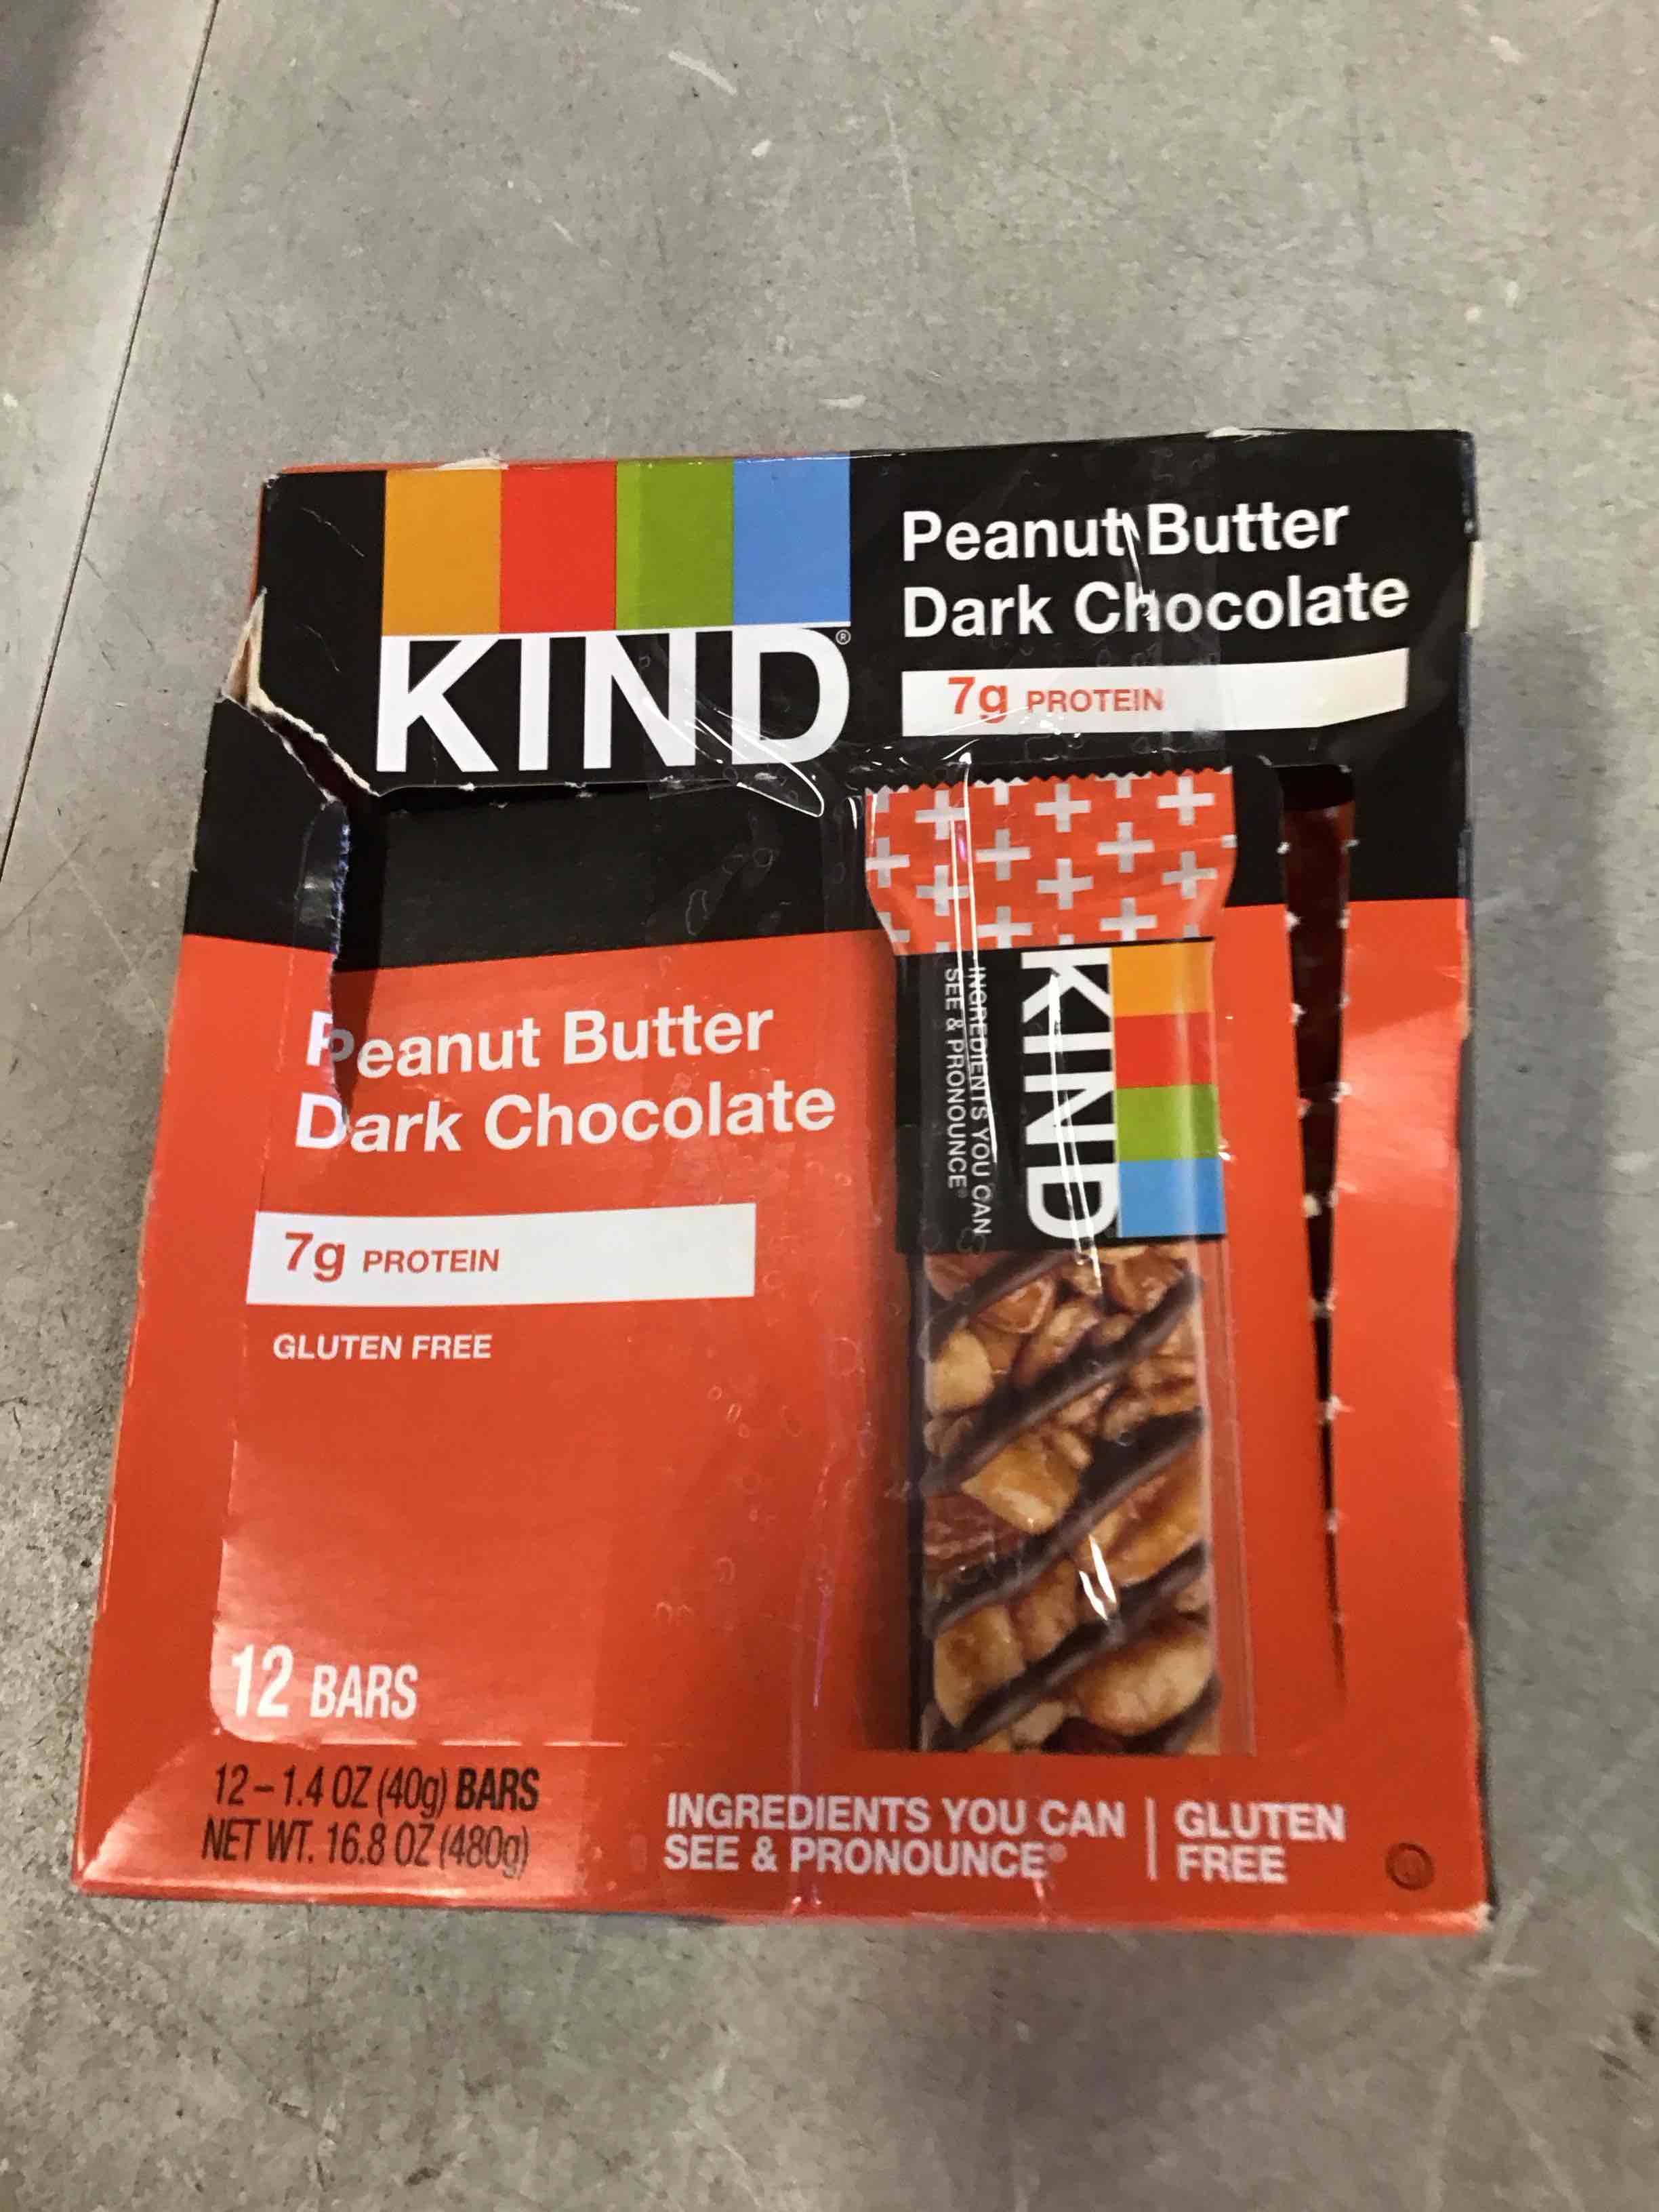 KIND®
Peanut Butter
Dark Chocolate
7g PROTEIN
KIND
INGREDIENTS YOU CAN
SEE & PRONOUNCE®
Peanut Butter
Dark Chocolate
7g PROTEIN
GLUTEN FREE
12 BARS
12–1.4 OZ (40g) BARS
NET WT. 16.8 OZ (480g)
INGREDIENTS YOU CAN
SEE & PRONOUNCE®
GLUTEN
FREE